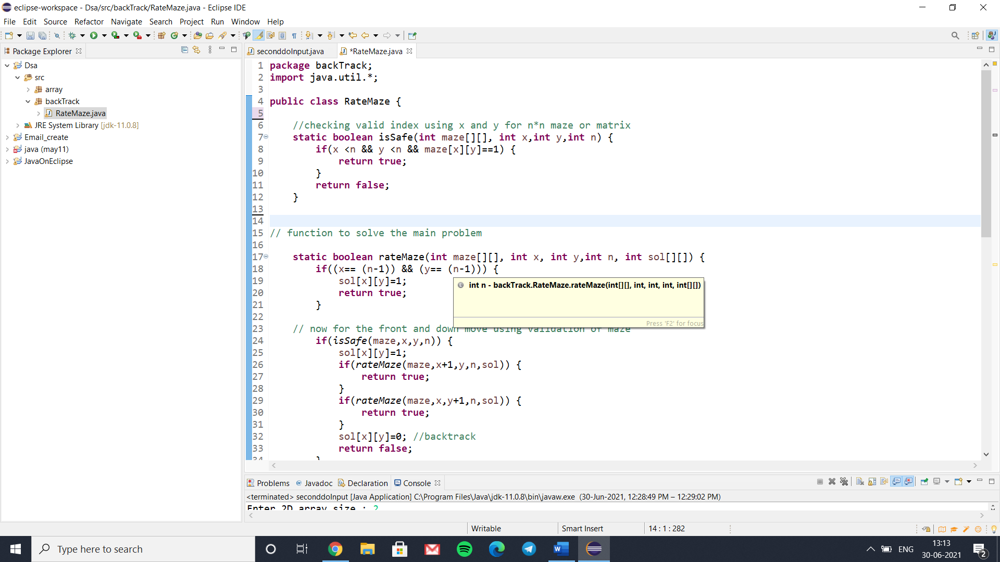 eclipse-workspace - Dsa/src/backTrack/RateMaze.java - Eclipse IDE
File Edit Source Refactor Navigate Search Project Run Window Help
Package Explorer
Dsa
src
array
backTrack
RateMaze.java
JRE System Library [jdk-11.0.8]
Email_create
java (may11)
JavaOnEclipse
seconddoInput.java *RateMaze.java
1 package backTrack;
2 import java.util.*;
3
4 public class RateMaze {
5
6 //checking valid index using x and y for n*n maze or matrix
7 static boolean isSafe(int maze[][], int x,int y,int n) {
8 if(x <n && y <n && maze[x][y]==1) {
9 return true;
10 }
11 return false;
12 }
13
14
15 // function to solve the main problem
16
17 static boolean rateMaze(int maze[][], int x, int y,int n, int sol[][]) {
18 if((x== (n-1)) && (y== (n-1))) {
19 sol[x][y]=1;
20 return true;
21 }
22
int n - backTrack.RateMaze.rateMaze(int[][], int, int, int, int[][])
Press 'F2' for focus
23 // now for the front and down move using validation of maze
24 if(isSafe(maze,x,y,n)) {
25 sol[x][y]=1;
26 if(rateMaze(maze,x+1,y,n,sol)) {
27 return true;
28 }
29 if(rateMaze(maze,x,y+1,n,sol)) {
30 return true;
31 }
32 sol[x][y]=0; //backtrack
33 return false;
34 }
Problems Javadoc Declaration Console
<terminated> seconddoInput [Java Application] C:\Program Files\Java\jdk-11.0.8\bin\javaw.exe (30-Jun-2021, 12:28:49 PM – 12:29:02 PM)
Enter 2D array size : 2
Writable Smart Insert 14 : 1 : 282
Type here to search
ENG
13:13
30-06-2021
2